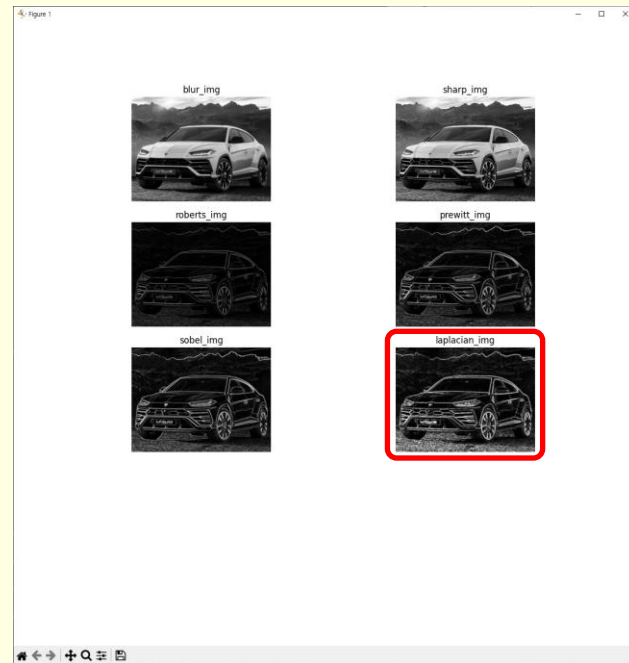 Figure 1
blur_img
sharp_img
roberts_img
prewitt_img
sobel_img
laplacian_img